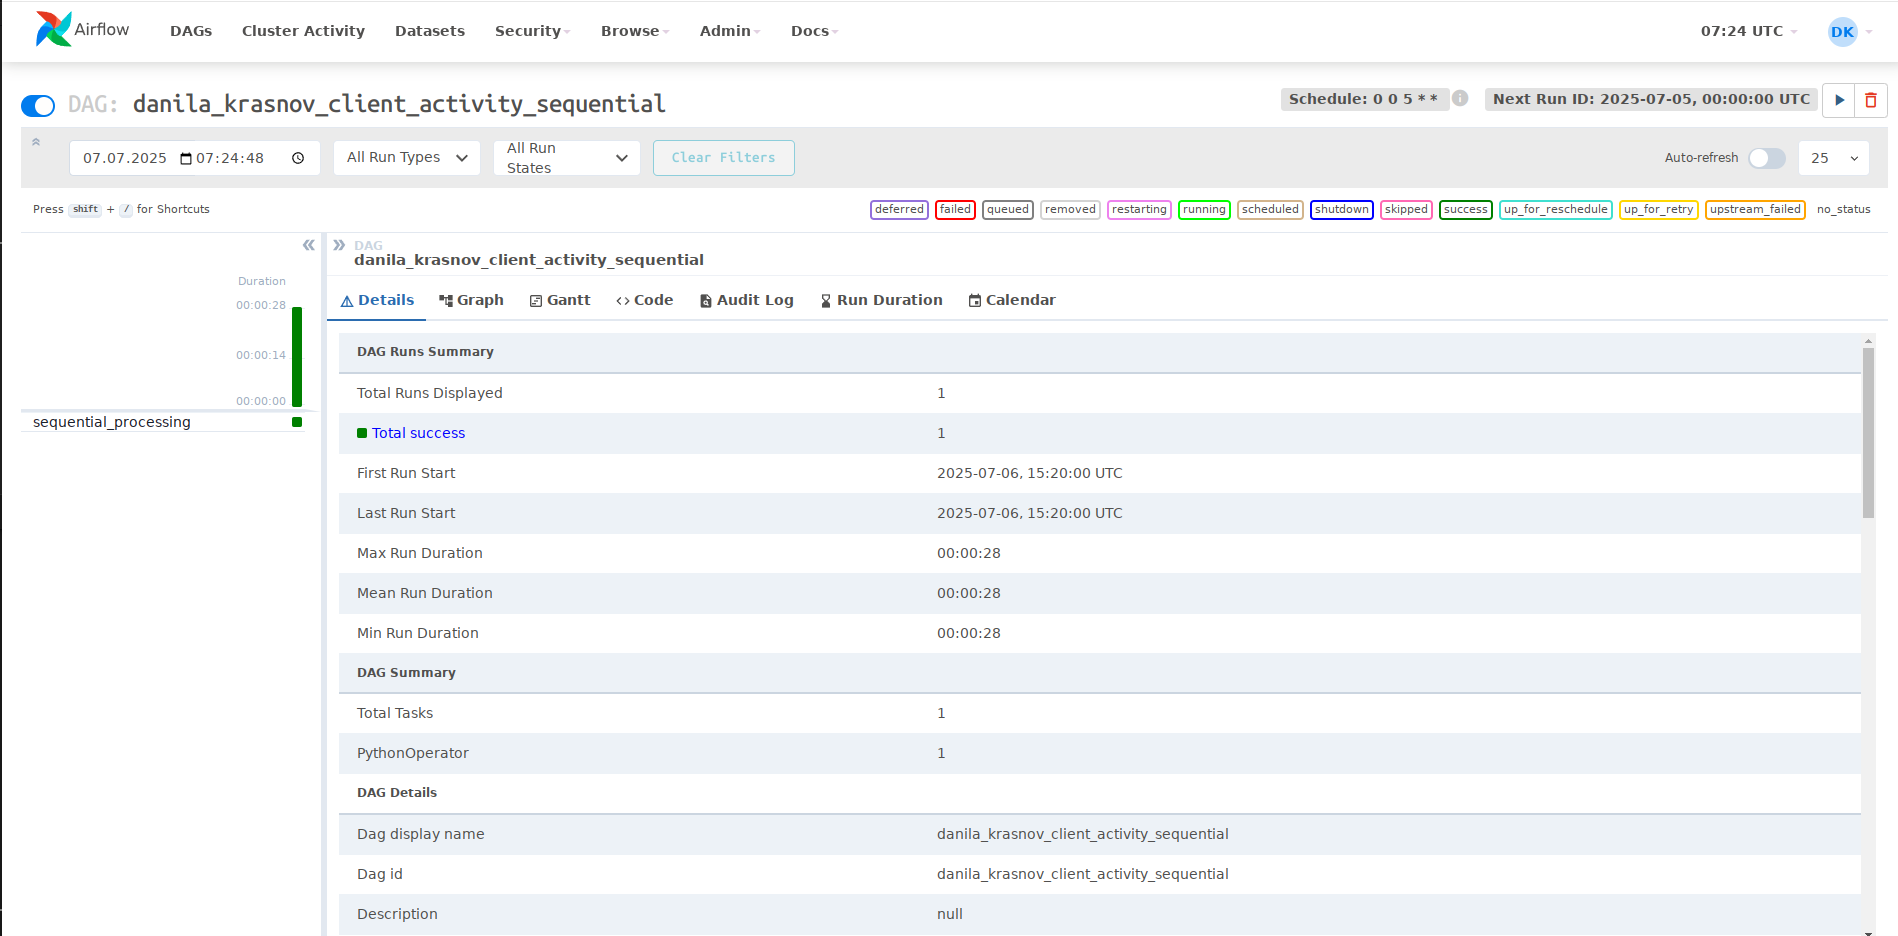 Airflow DAGs Cluster Activity Datasets Security Browse Admin Docs 07:24 UTC DK
DAG: danila_krasnov_client_activity_sequential Schedule: 0 0 5 * * Next Run ID: 2025-07-05, 00:00:00 UTC
07.07.2025 07:24:48 All Run Types All Run States Clear Filters Auto-refresh 25
Press shift + / for Shortcuts deferred failed queued removed restarting running scheduled shutdown skipped success up_for_reschedule up_for_retry upstream_failed no_status
Duration
00:00:28
00:00:14
00:00:00
sequential_processing
DAG
danila_krasnov_client_activity_sequential
Details Graph Gantt Code Audit Log Run Duration Calendar
DAG Runs Summary
Total Runs Displayed 1
Total success 1
First Run Start 2025-07-06, 15:20:00 UTC
Last Run Start 2025-07-06, 15:20:00 UTC
Max Run Duration 00:00:28
Mean Run Duration 00:00:28
Min Run Duration 00:00:28
DAG Summary
Total Tasks 1
PythonOperator 1
DAG Details
Dag display name danila_krasnov_client_activity_sequential
Dag id danila_krasnov_client_activity_sequential
Description null